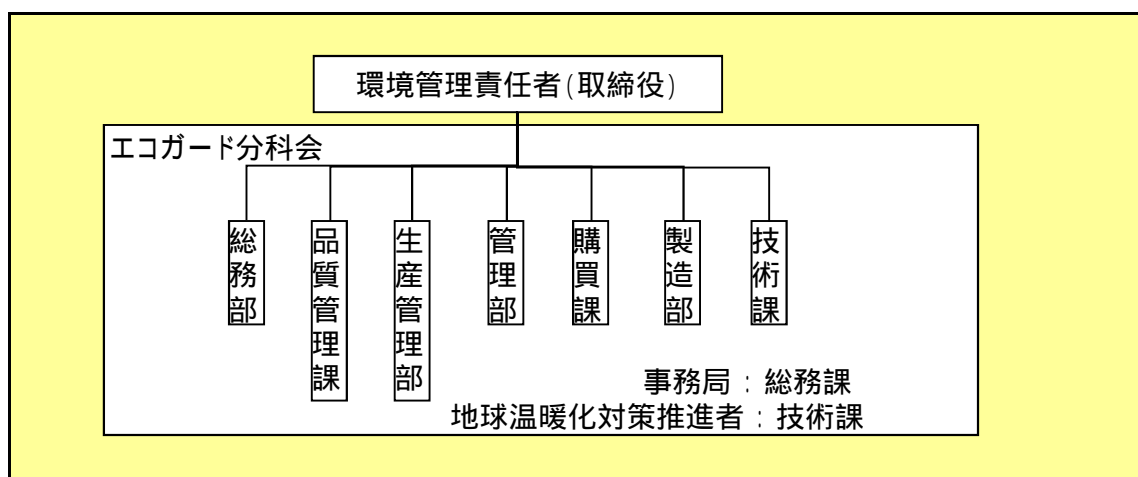 環境管理責任者(取締役)
エコガード分科会
総務部
品質管理課
生産管理部
管理部
購買課
製造部
技術課
事務局：総務課
地球温暖化対策推進者：技術課